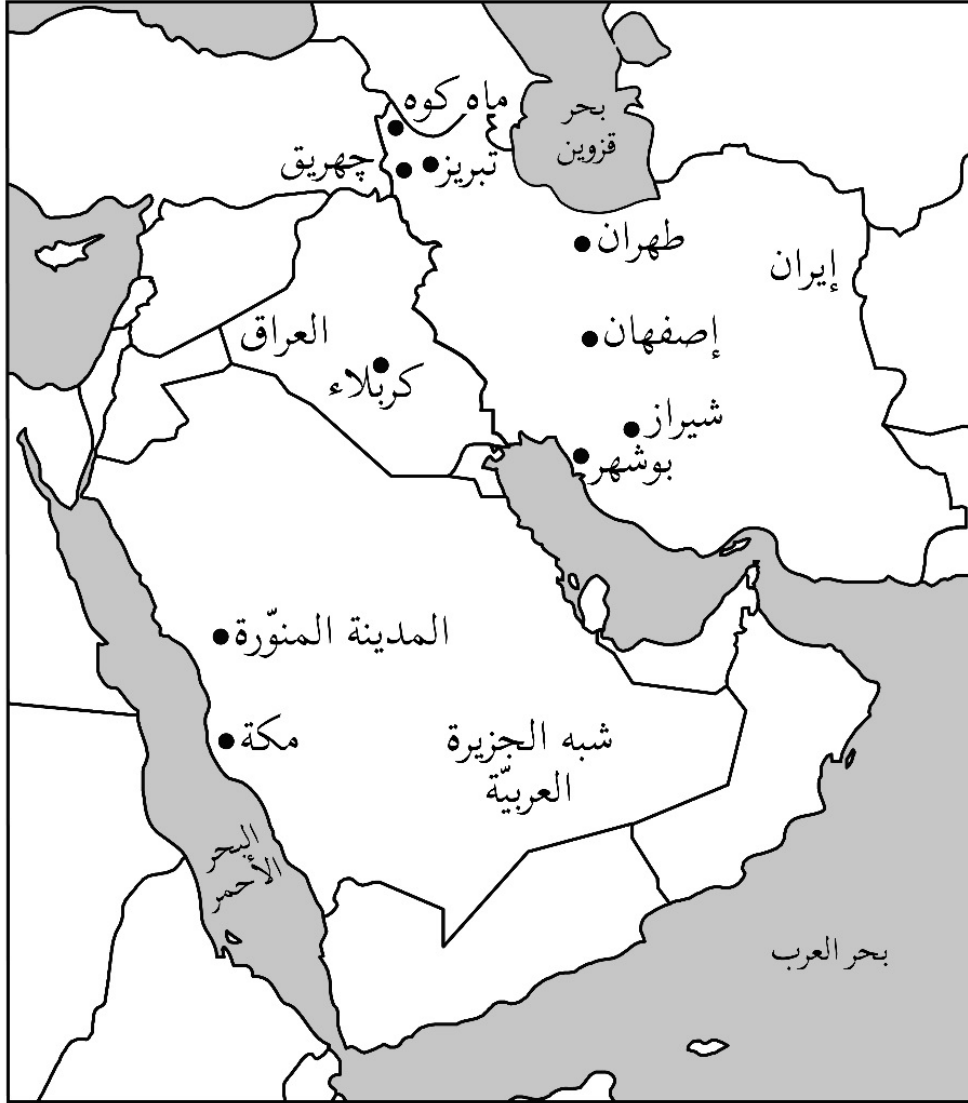 ماه كوه
بحر
قزوين
چهريق
تبريز
طهران
إيران
العراق
إصفهان
كربلاء
شيراز
بوشهر
المدينة المنوّرة
مكة
شبه الجزيرة
العربيّة
البحر
الأحمر
بحر العرب